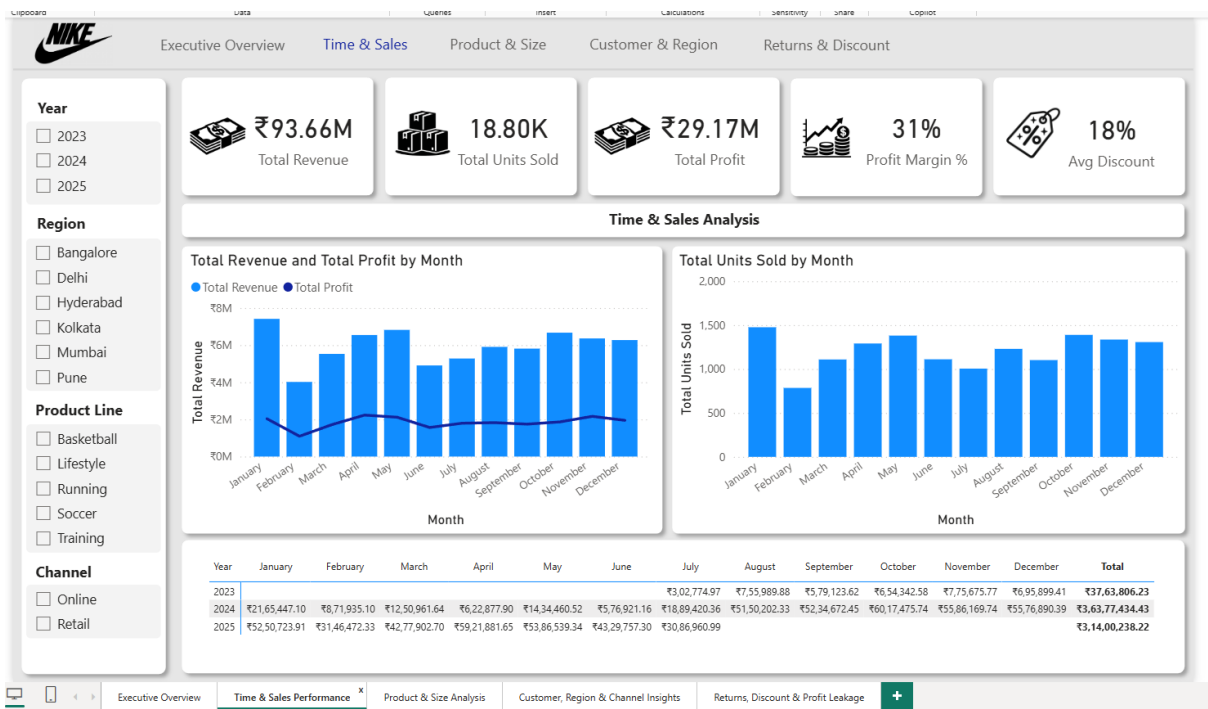 Clipboard Data Queries Insert Calculations Sensitivity Share Copilot
NIKE
Executive Overview Time & Sales Product & Size Customer & Region Returns & Discount
Year
2023
2024
2025
Region
Bangalore
Delhi
Hyderabad
Kolkata
Mumbai
Pune
Product Line
Basketball
Lifestyle
Running
Soccer
Training
Channel
Online
Retail
₹93.66M
Total Revenue
18.80K
Total Units Sold
₹29.17M
Total Profit
31%
Profit Margin %
18%
Avg Discount
Time & Sales Analysis
Total Revenue and Total Profit by Month
Total Revenue Total Profit
₹8M
₹6M
₹4M
₹2M
₹0M
Total Revenue
January February March April May June July August September October November December
Month
Total Units Sold by Month
2,000
1,500
1,000
500
0
Total Units Sold
January February March April May June July August September October November December
Month
Year January February March April May June July August September October November December Total
2023 ₹3,02,774.97 ₹7,55,989.88 ₹5,79,123.62 ₹6,54,342.58 ₹7,75,675.77 ₹6,95,899.41 ₹37,63,806.23
2024 ₹21,65,447.10 ₹8,71,935.10 ₹12,50,961.64 ₹6,22,877.90 ₹14,34,460.52 ₹5,76,921.16 ₹18,89,420.36 ₹51,50,202.33 ₹52,34,672.45 ₹60,17,475.74 ₹55,86,169.74 ₹55,76,890.39 ₹3,63,77,434.43
2025 ₹52,50,723.91 ₹31,46,472.33 ₹42,77,902.70 ₹59,21,881.65 ₹53,86,539.34 ₹43,29,757.30 ₹30,86,960.99 ₹3,14,00,238.22
Executive Overview Time & Sales Performance x Product & Size Analysis Customer, Region & Channel Insights Returns, Discount & Profit Leakage +